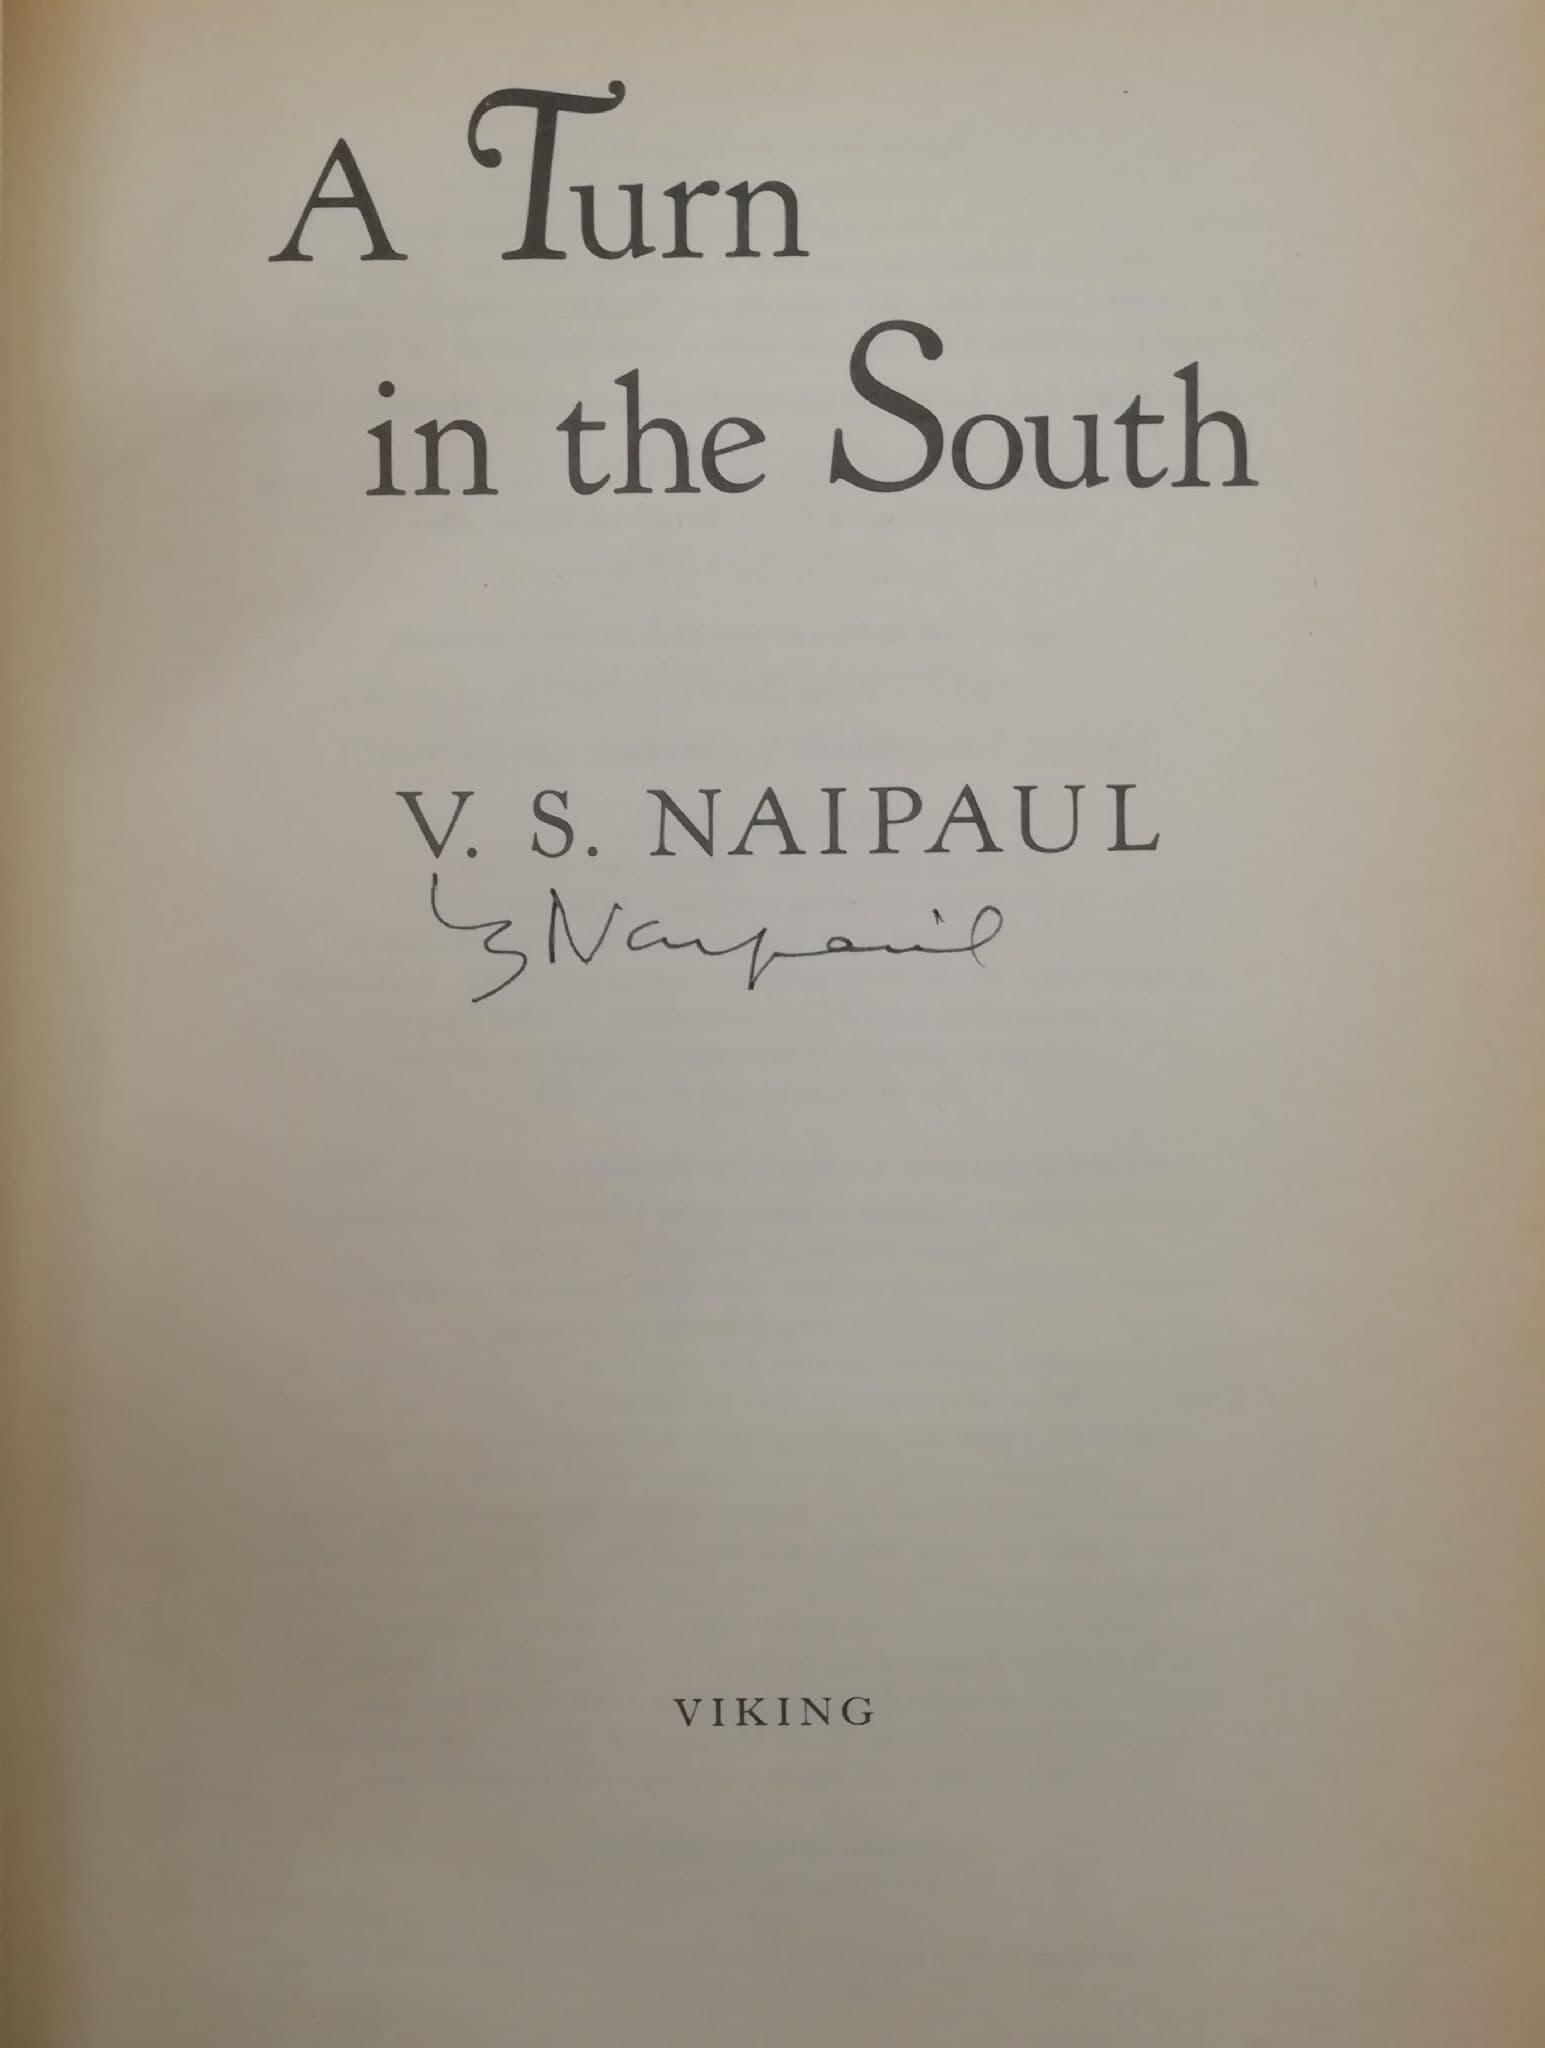 A Turn
in the South
V. S. NAIPAUL
VS Naipaul
VIKING